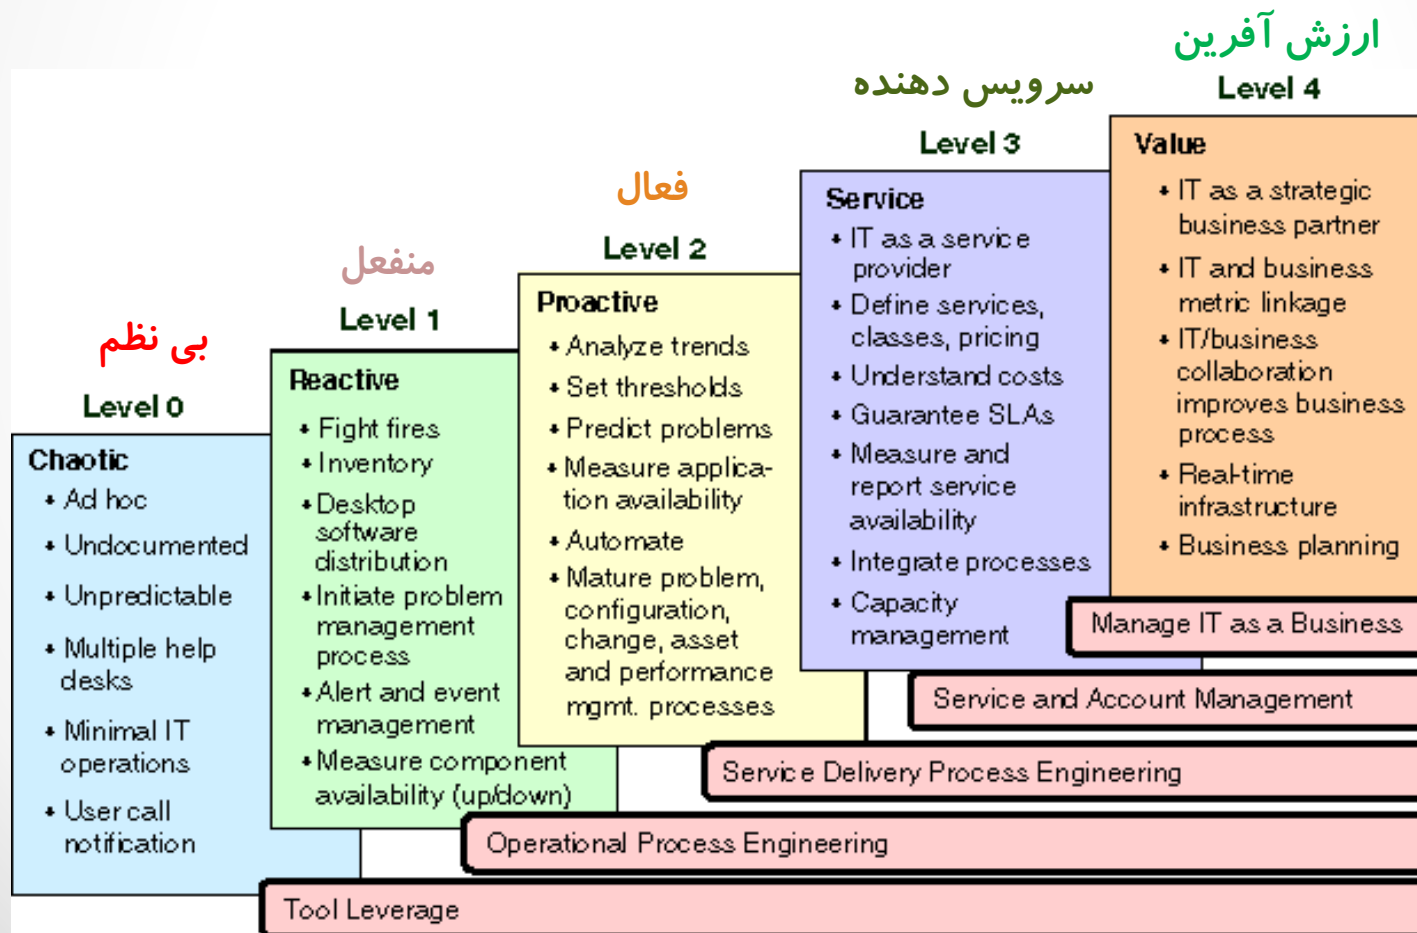 بی نظم
Level 0
Chaotic
• Ad hoc
• Undocumented
• Unpredictable
• Multiple help
desks
• Minimal IT
operations
• User call
notification
منفعل
Level 1
Reactive
• Fight fires
• Inventory
• Desktop
software
distribution
• Initiate problem
management
process
• Alert and event
management
• Measure component
availability (up/down)
فعال
Level 2
Proactive
• Analyze trends
• Set thresholds
• Predict problems
• Measure applica-
tion availability
• Automate
• Mature problem,
configuration,
change, asset
and performance
mgmt. processes
سرویس دهنده
Level 3
Service
• IT as a service
provider
• Define services,
classes, pricing
• Understand costs
• Guarantee SLAs
• Measure and
report service
availability
• Integrate processes
• Capacity
management
ارزش آفرین
Level 4
Value
• IT as a strategic
business partner
• IT and business
metric linkage
• IT/business
collaboration
improves business
process
• Real-time
infrastructure
• Business planning
Manage IT as a Business
Service and Account Management
Service Delivery Process Engineering
Operational Process Engineering
Tool Leverage